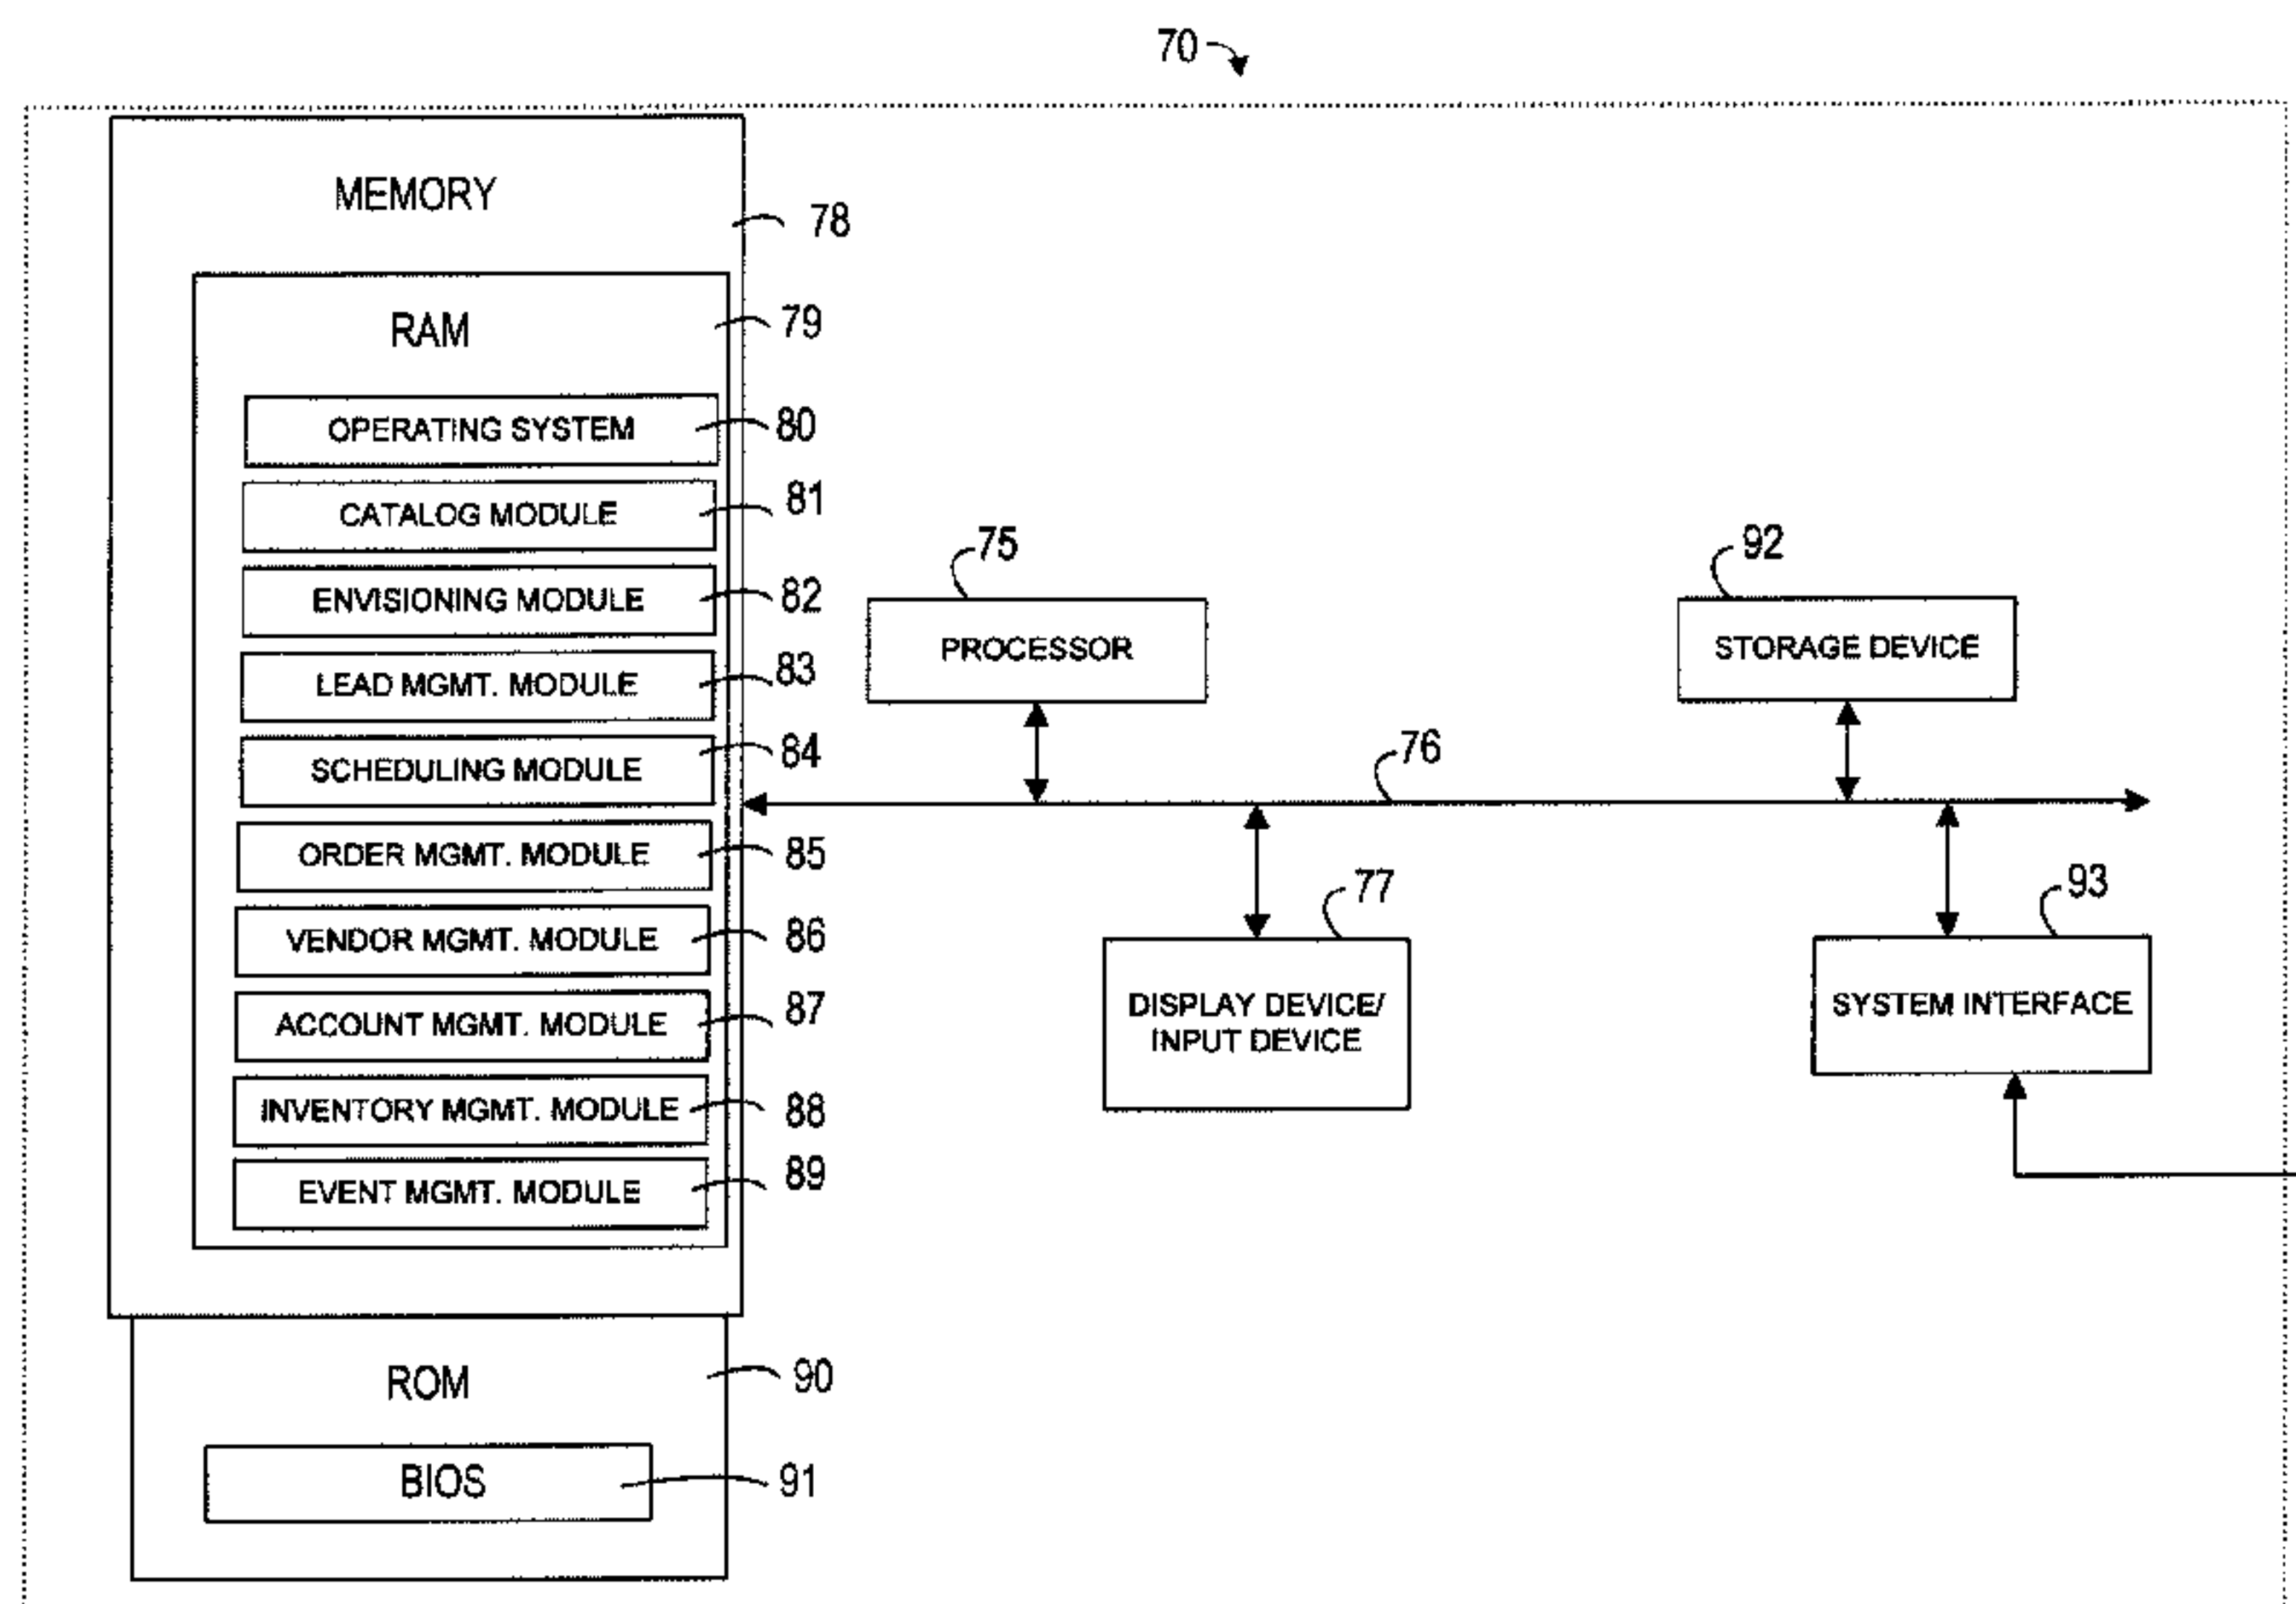 70
MEMORY
78
RAM
79
OPERATING SYSTEM
80
CATALOG MODULE
81
ENVISIONING MODULE
82
LEAD MGMT. MODULE
83
SCHEDULING MODULE
84
ORDER MGMT. MODULE
85
VENDOR MGMT. MODULE
86
ACCOUNT MGMT. MODULE
87
INVENTORY MGMT. MODULE
88
EVENT MGMT. MODULE
89
ROM
90
BIOS
91
75
PROCESSOR
92
STORAGE DEVICE
76
77
DISPLAY DEVICE/
INPUT DEVICE
93
SYSTEM INTERFACE